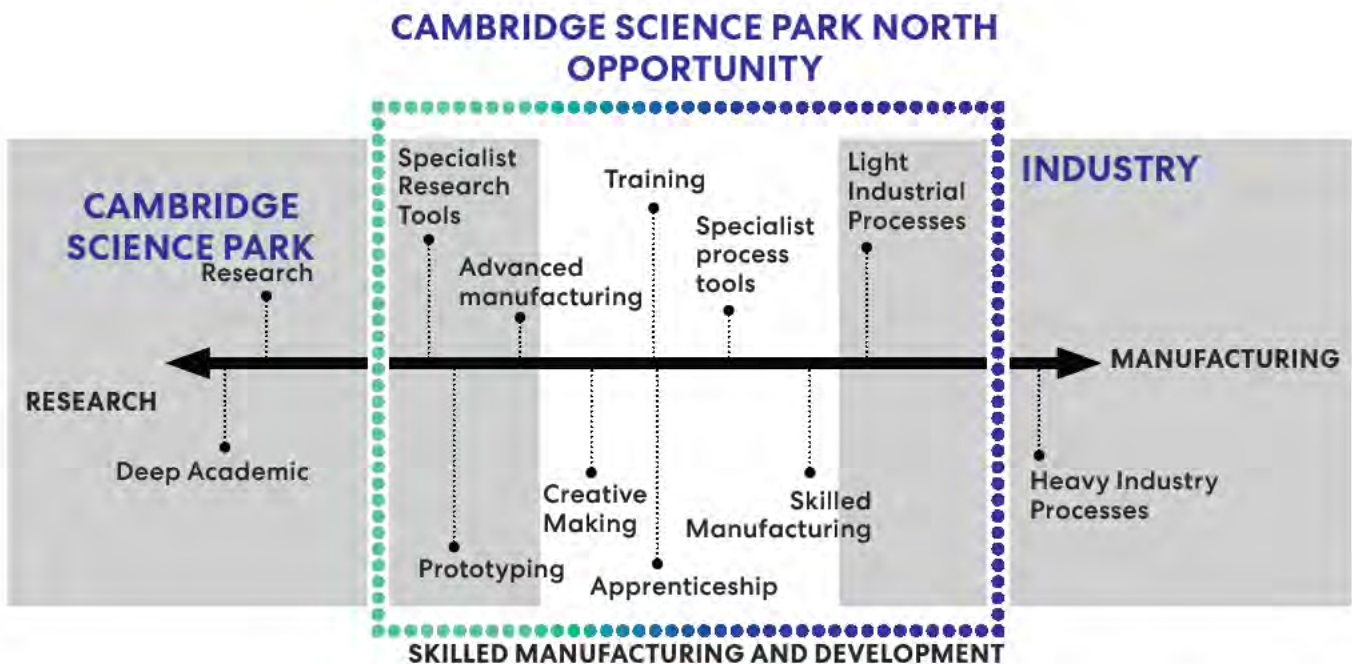 CAMBRIDGE SCIENCE PARK NORTH
OPPORTUNITY
CAMBRIDGE
SCIENCE PARK
Research
RESEARCH
Deep Academic
Specialist
Research
Tools
Advanced
manufacturing
Prototyping
Training
Specialist
process
tools
Creative
Making
Apprenticeship
Skilled
Manufacturing
Light
Industrial
Processes
INDUSTRY
MANUFACTURING
Heavy Industry
Processes
SKILLED MANUFACTURING AND DEVELOPMENT